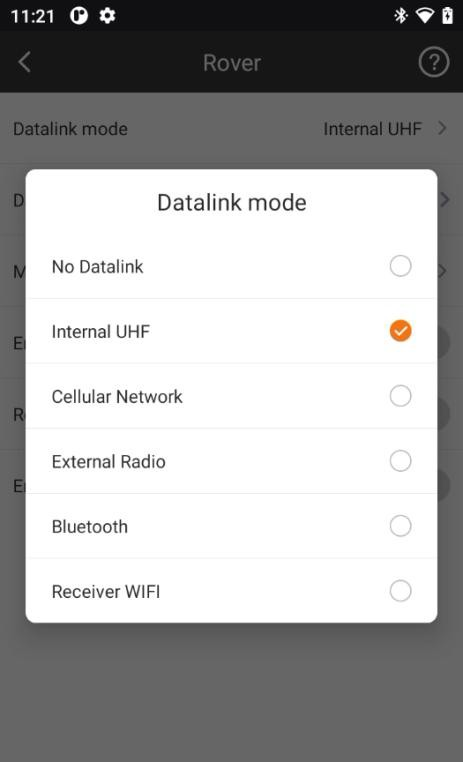 11:21
Rover
Datalink mode
Internal UHF
D
Datalink mode
No Datalink
M
Internal UHF
Cellular Network
External Radio
Bluetooth
Receiver WIFI